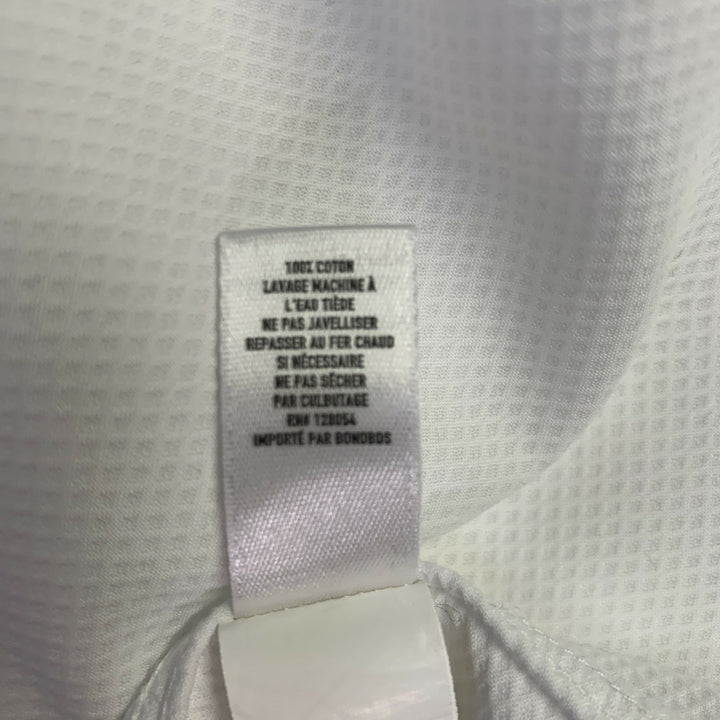 100% COTON
LAVAGE MACHINE À
L'EAU TIÈDE
NE PAS JAVELLISER
REPASSER AU FER CHAUD
SI NÉCESSAIRE
NE PAS SÉCHER
PAR CULBUTAGE
RN# 128054
IMPORTÉ PAR BONOBOS